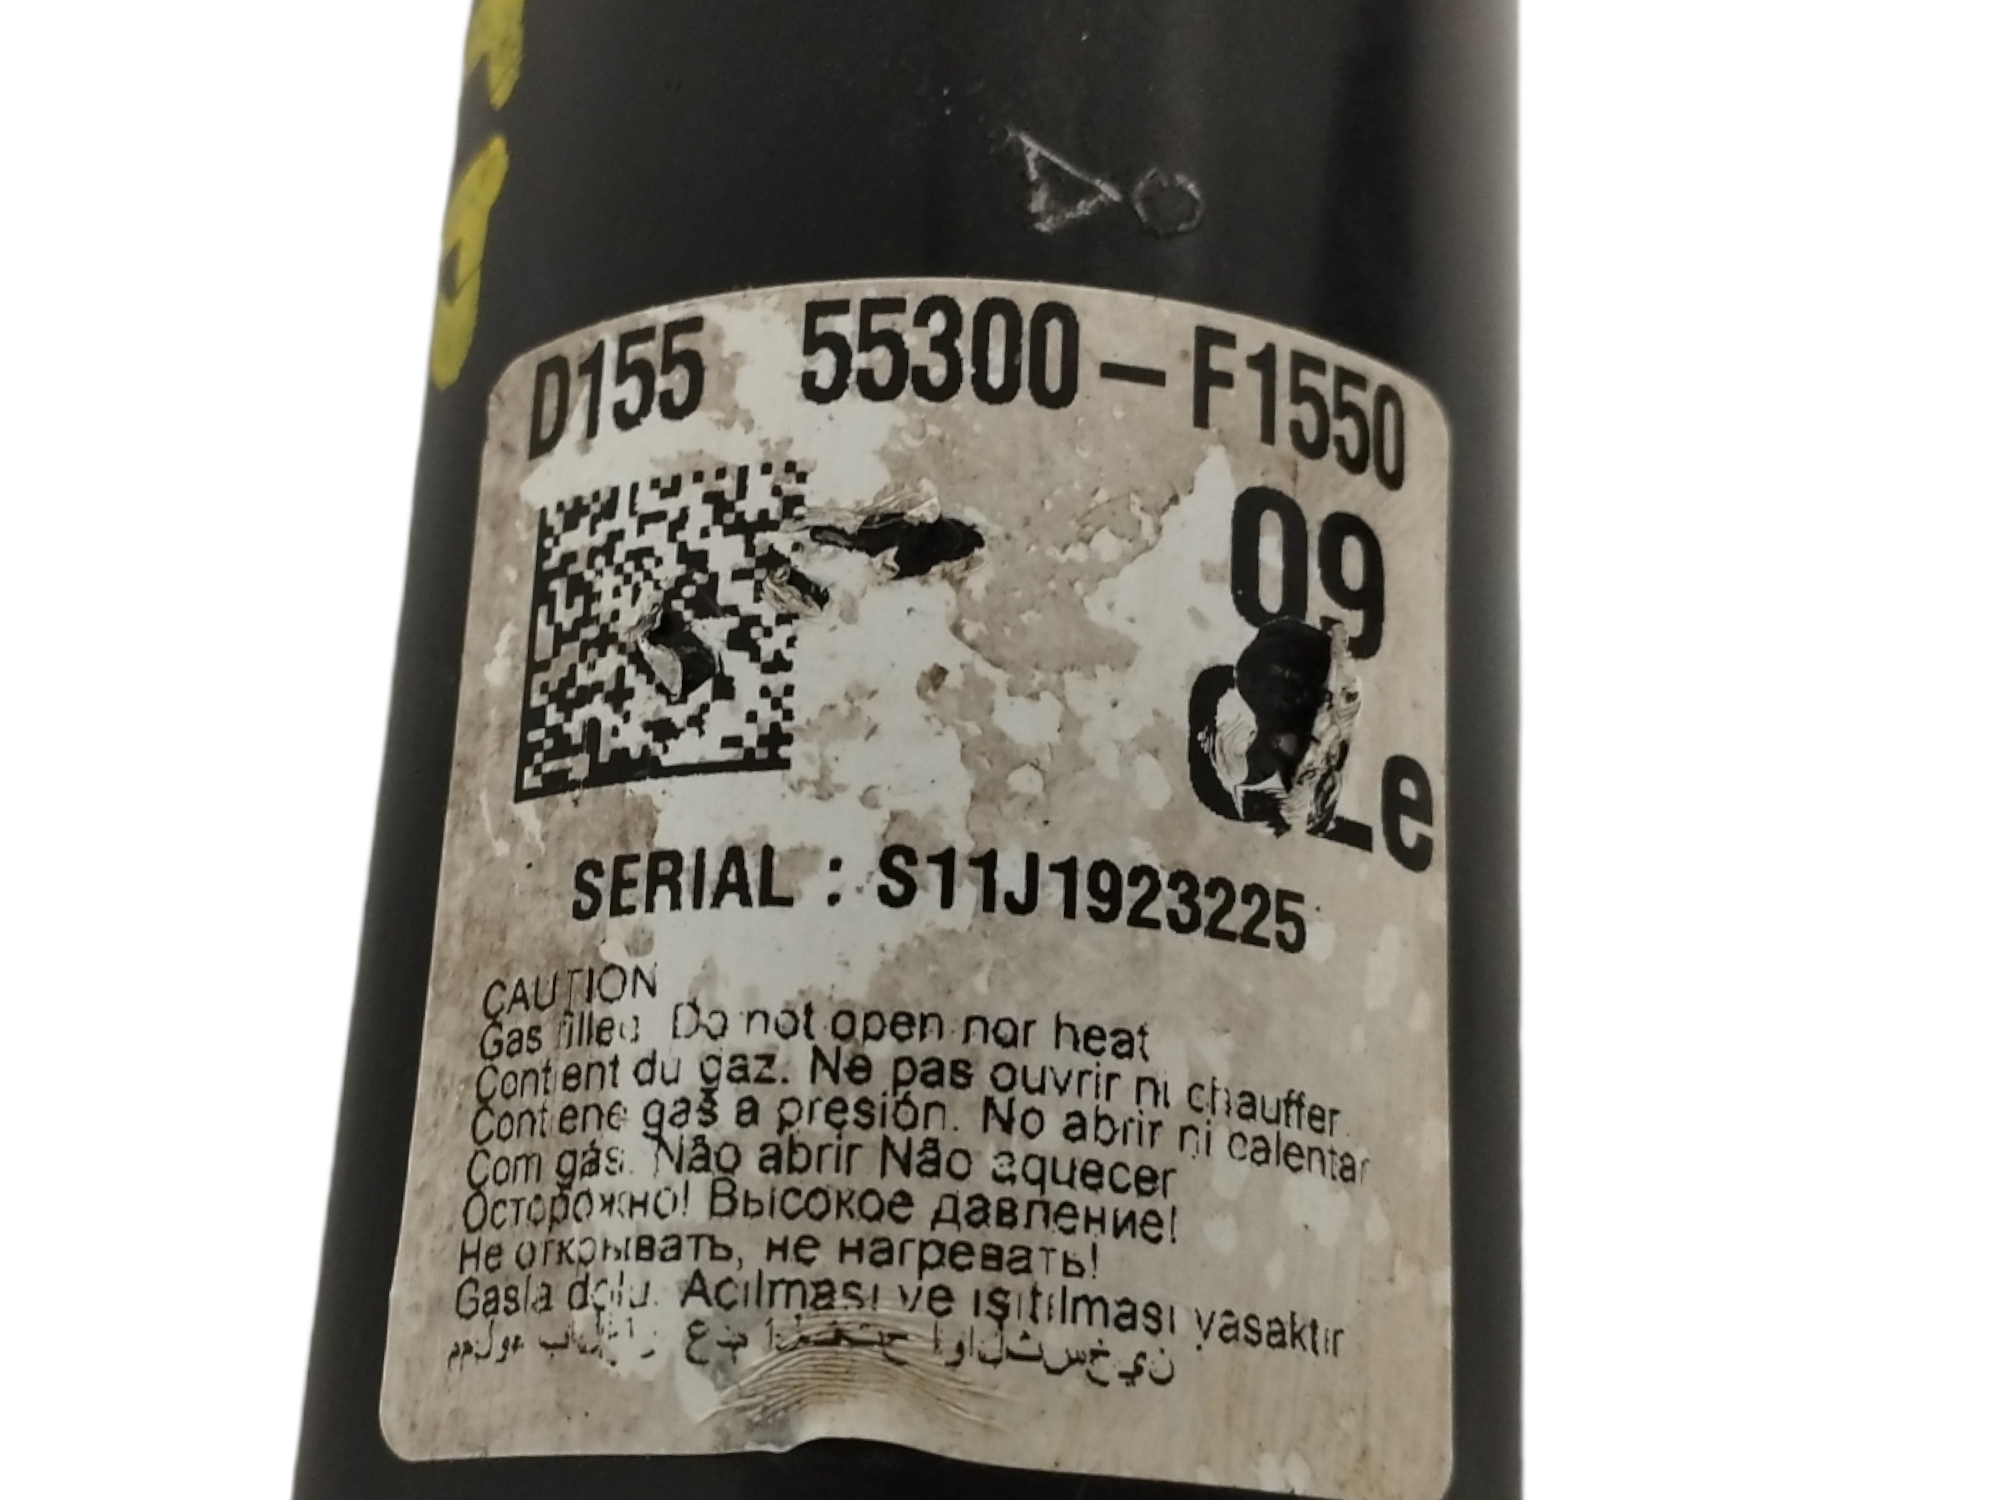 D155 55300-F1550
09
Le
SERIAL : S11J1923225
CAUTION
Gas filled. Do not open nor heat
Contient du gaz. Ne pas ouvrir ni chauffer.
Contiene gas a presión. No abrir ni calentar
Com gás. Não abrir Não aquecer
Осторожно! Высокое давление!
Не открывать, не нагревать!
Gasla dolu. Açılması ve ısıtılması yasaktır